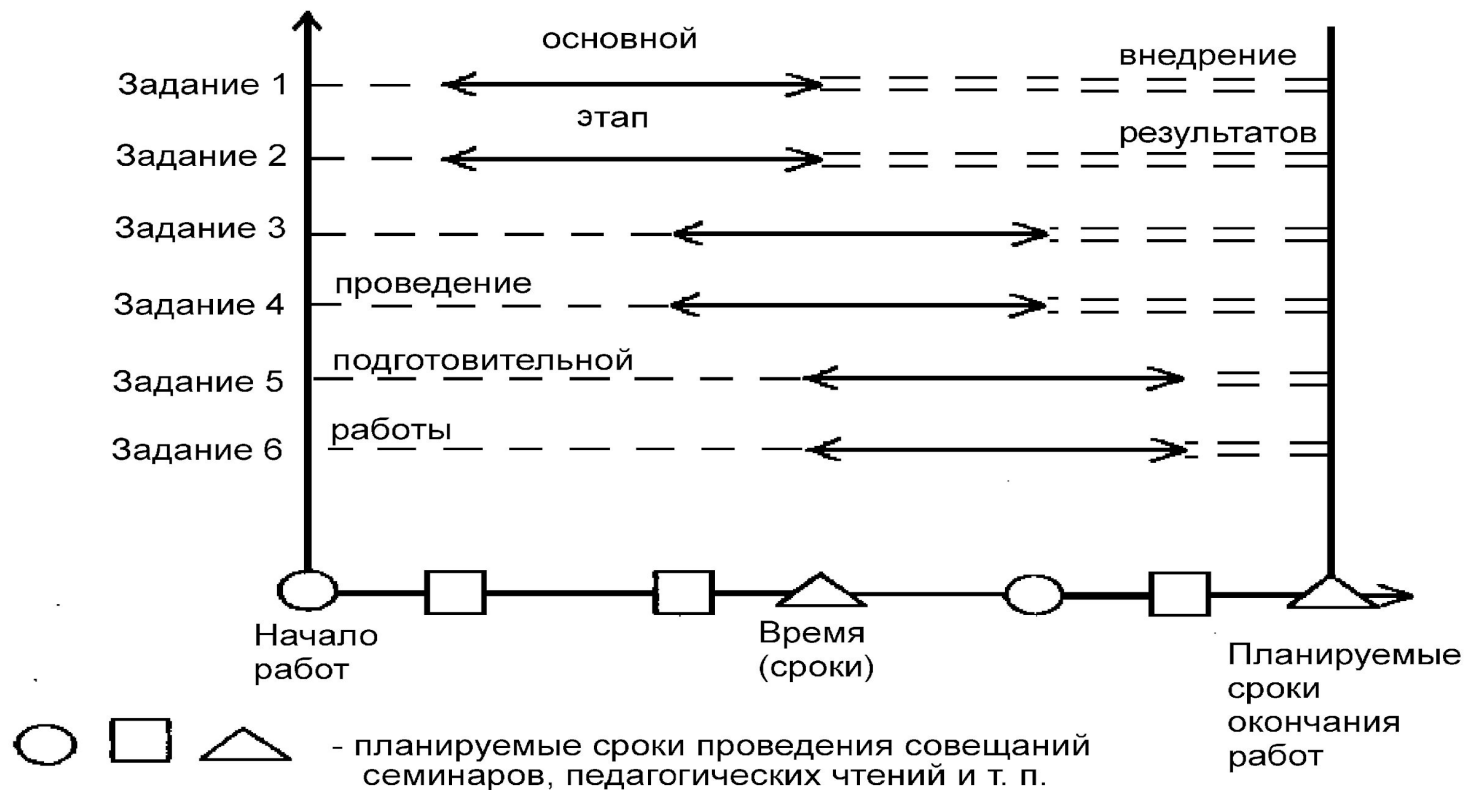 основной
внедрение
Задание 1
этап
результатов
Задание 2
Задание 3
проведение
Задание 4
подготовительной
Задание 5
работы
Задание 6
Начало
работ
Время
(сроки)
Планируемые
сроки
окончания
работ
- планируемые сроки проведения совещаний
семинаров, педагогических чтений и т. п.